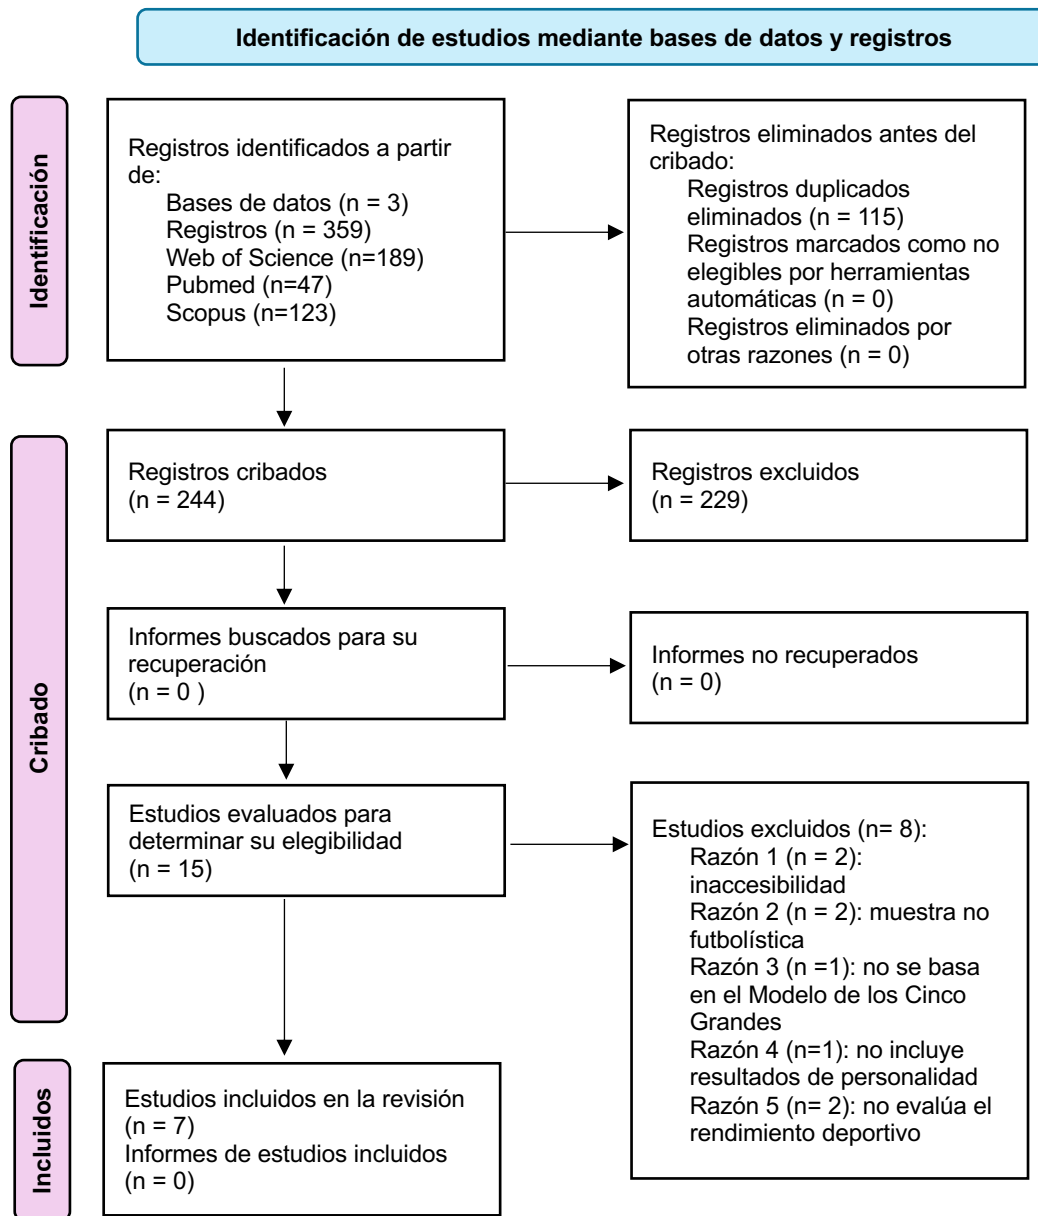 Identificación de estudios mediante bases de datos y registros
Identificación
Registros identificados a partir
de:
Bases de datos (n = 3)
Registros (n = 359)
Web of Science (n=189)
Pubmed (n=47)
Scopus (n=123)
Registros eliminados antes del
cribado:
Registros duplicados
eliminados (n = 115)
Registros marcados como no
elegibles por herramientas
automáticas (n = 0)
Registros eliminados por
otras razones (n = 0)
Cribado
Registros cribados
(n = 244)
Registros excluidos
(n = 229)
Informes buscados para su
recuperación
(n = 0 )
Informes no recuperados
(n = 0)
Estudios evaluados para
determinar su elegibilidad
(n = 15)
Estudios excluidos (n= 8):
Razón 1 (n = 2):
inaccesibilidad
Razón 2 (n = 2): muestra no
futbolística
Razón 3 (n =1): no se basa
en el Modelo de los Cinco
Grandes
Razón 4 (n=1): no incluye
resultados de personalidad
Razón 5 (n= 2): no evalúa el
rendimiento deportivo
Incluidos
Estudios incluidos en la revisión
(n = 7)
Informes de estudios incluidos
(n = 0)